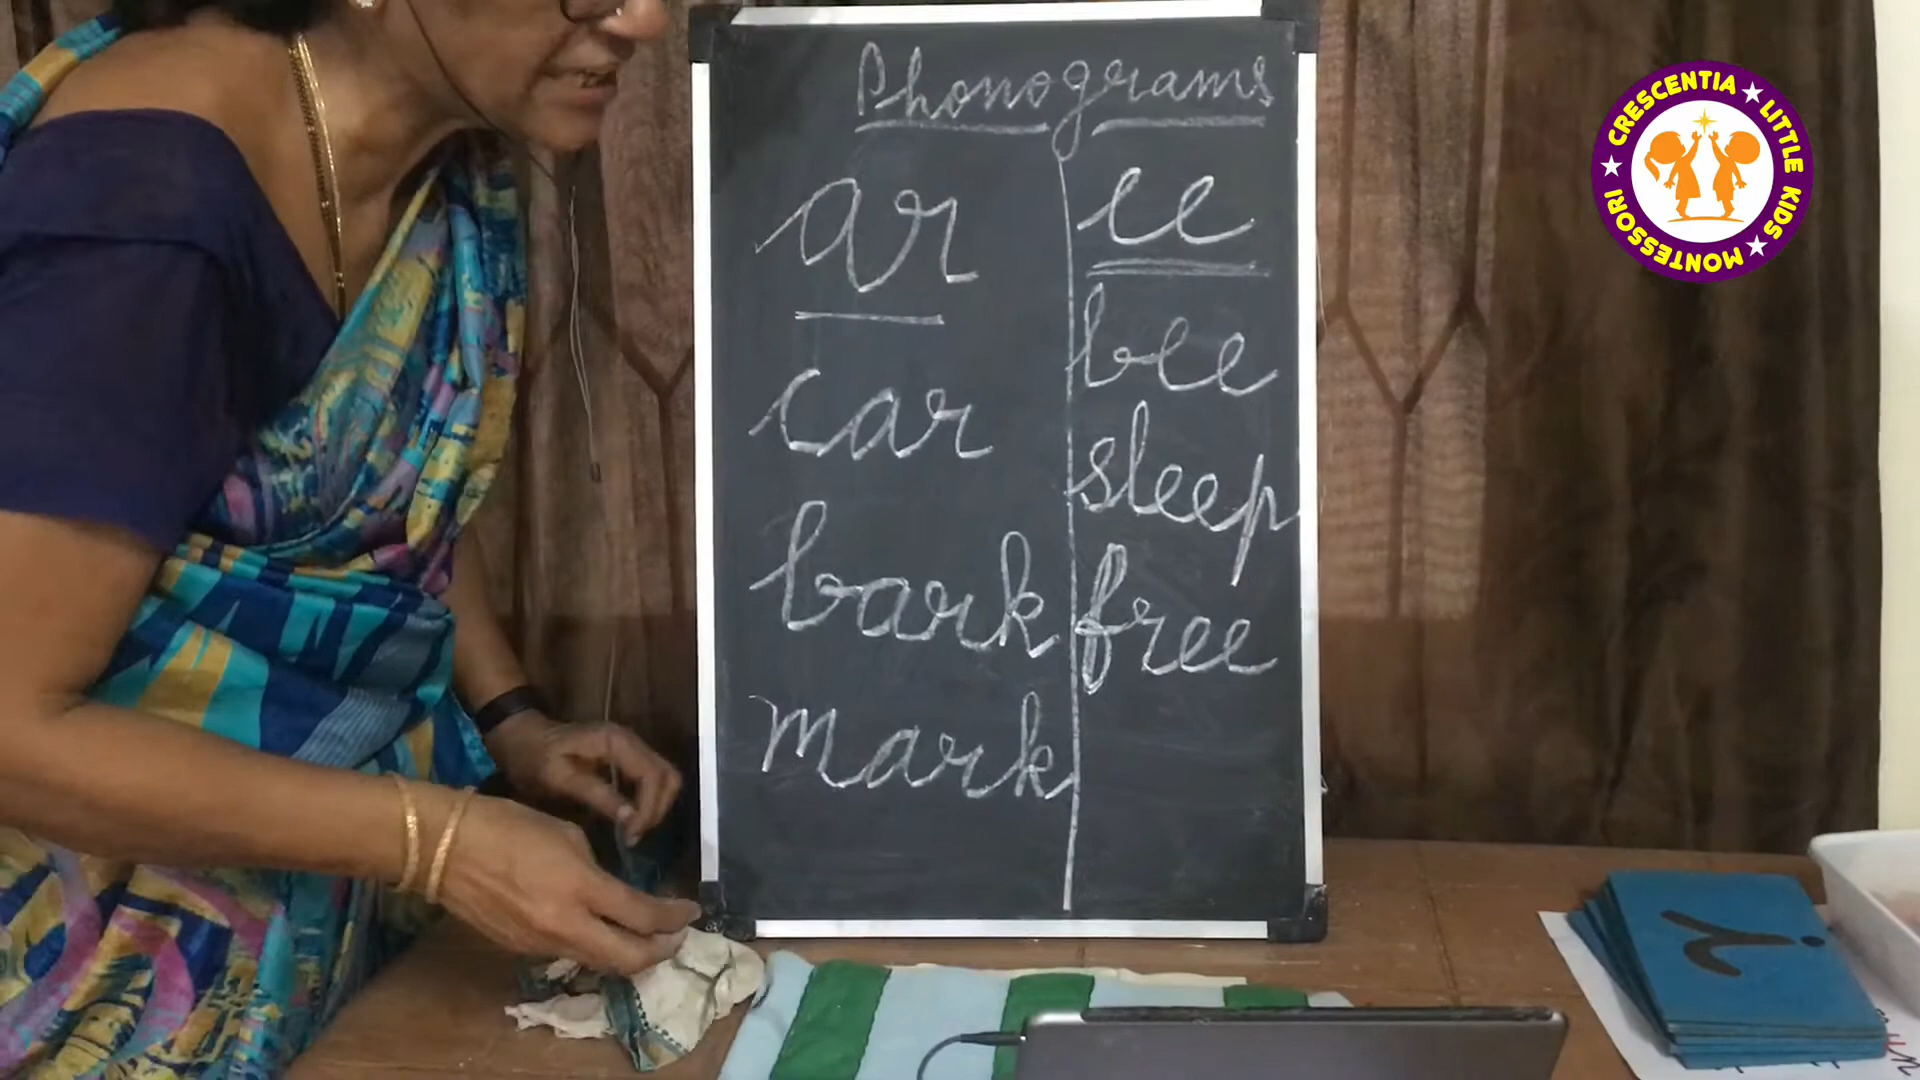 Phonograms
ar
car
bark
mark
ee
bee
sleep
free
CRESCENTIA ★ LITTLE KIDS ★ MONTESSORI ★
i